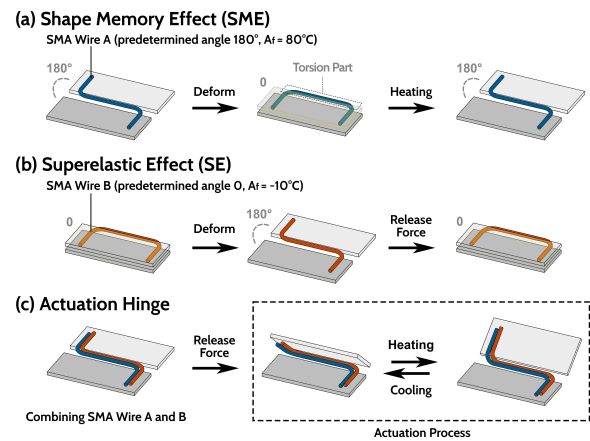 (a) Shape Memory Effect (SME)
SMA Wire A (predetermined angle 180°, Af = 80°C)
180°
Deform
0
Torsion Part
Heating
180°
(b) Superelastic Effect (SE)
SMA Wire B (predetermined angle 0, Af = -10°C)
0
Deform
180°
Release
Force
0
(c) Actuation Hinge
Release
Force
Heating
Cooling
Combining SMA Wire A and B
Actuation Process